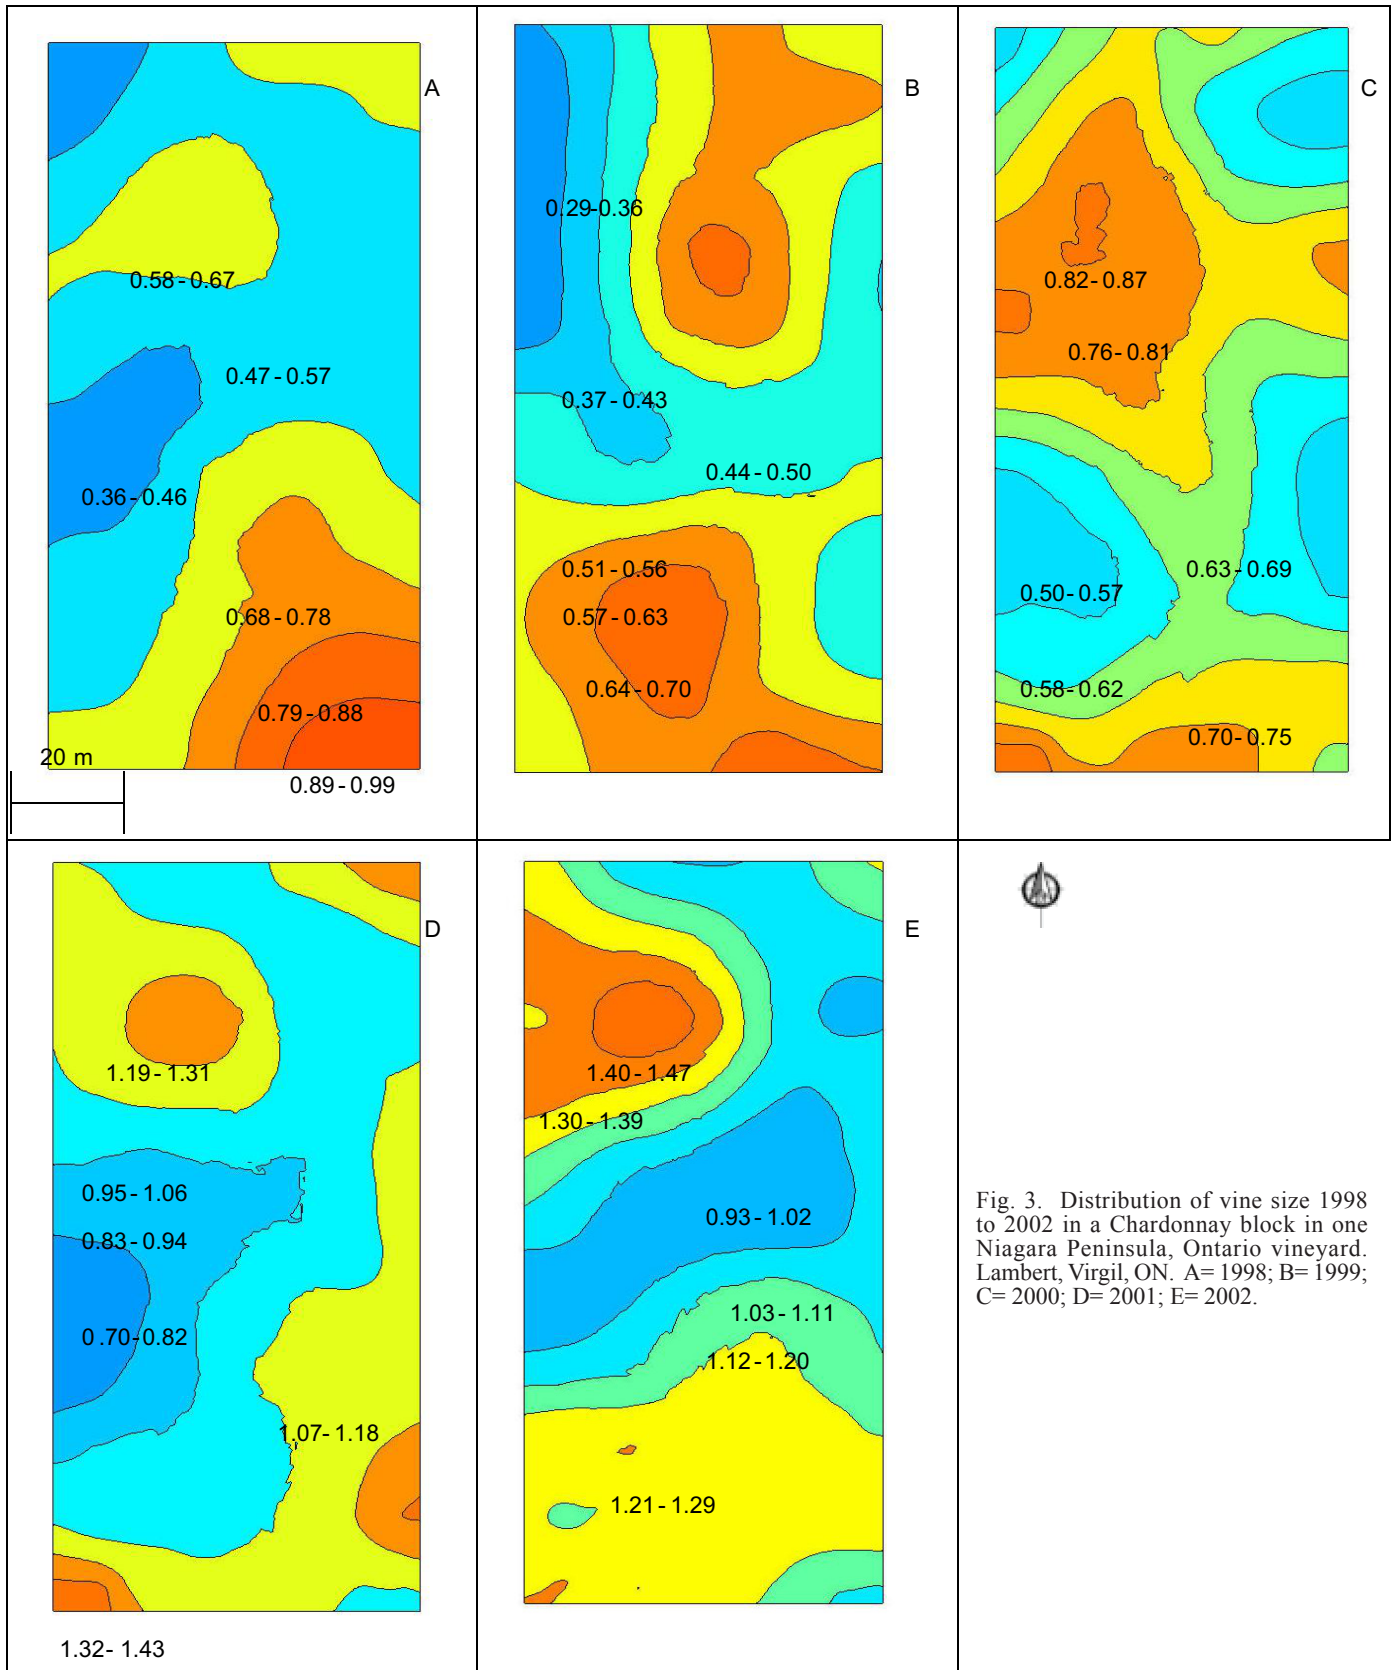 A
0.58 - 0.67
0.47 - 0.57
0.36 - 0.46
0.68 - 0.78
0.79 - 0.88
20 m
0.89 - 0.99
B
0.29-0.36
0.37 - 0.43
0.44 - 0.50
0.51 - 0.56
0.57 - 0.63
0.64 - 0.70
C
0.82 - 0.87
0.76 - 0.81
0.63 - 0.69
0.50 - 0.57
0.58 - 0.62
0.70 - 0.75
D
1.19 - 1.31
0.95 - 1.06
0.83 - 0.94
0.70 - 0.82
1.07 - 1.18
1.32 - 1.43
E
1.40 - 1.47
1.30 - 1.39
0.93 - 1.02
1.03 - 1.11
1.12 - 1.20
1.21 - 1.29
Fig. 3. Distribution of vine size 1998
to 2002 in a Chardonnay block in one
Niagara Peninsula, Ontario vineyard.
Lambert, Virgil, ON. A= 1998; B= 1999;
C= 2000; D= 2001; E= 2002.